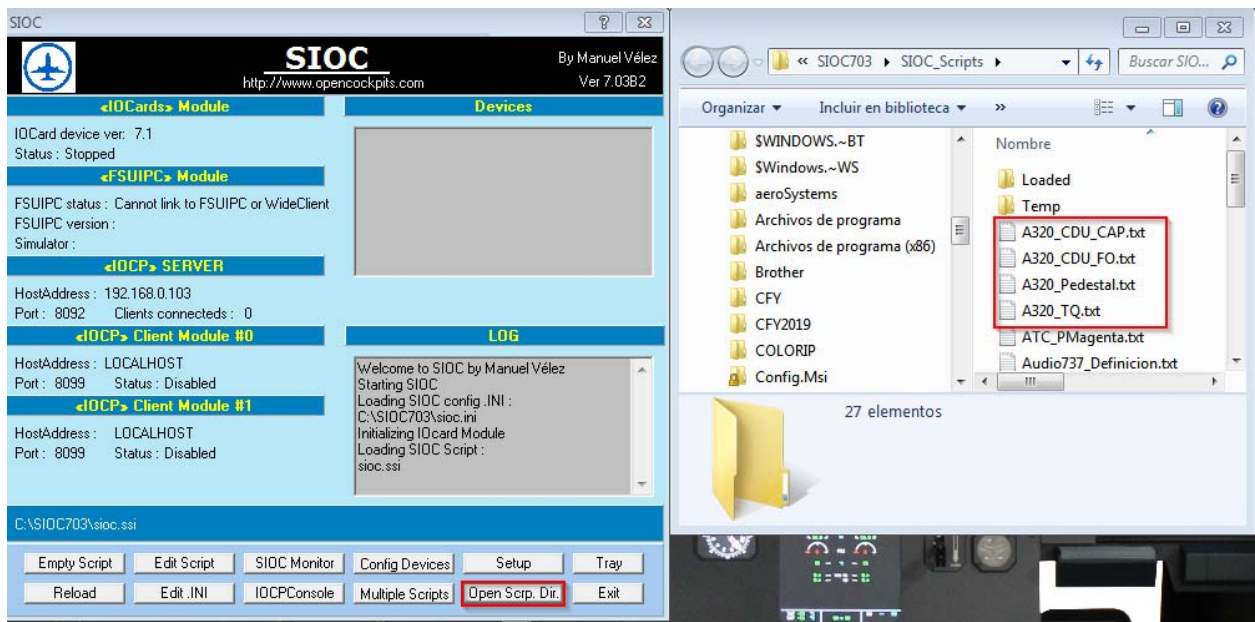 SIOC
SIOC
http://www.opencockpits.com
By Manuel Vélez
Ver 7.03B2
«IOCards» Module
IOCard device ver: 7.1
Status : Stopped
«FSUIPC» Module
FSUIPC status : Cannot link to FSUIPC or WideClient
FSUIPC version :
Simulator :
«IOCP» SERVER
HostAddress : 192.168.0.103
Port : 8092 Clients connecteds : 0
«IOCP» Client Module #0
HostAddress : LOCALHOST
Port : 8099 Status : Disabled
«IOCP» Client Module #1
HostAddress : LOCALHOST
Port : 8099 Status : Disabled
Devices
LOG
Welcome to SIOC by Manuel Vélez
Starting SIOC
Loading SIOC config .INI :
C:\SIOC703\sioc.ini
Initializing IOcard Module
Loading SIOC Script :
sioc.ssi
C:\SIOC703\sioc.ssi
Empty Script Edit Script SIOC Monitor Config Devices Setup Tray
Reload Edit .INI IOCPConsole Multiple Scripts Open Scrp. Dir. Exit
« SIOC703 SIOC_Scripts
Buscar SIO...
Organizar Incluir en biblioteca »
$WINDOWS.~BT
$Windows.~WS
aeroSystems
Archivos de programa
Archivos de programa (x86)
Brother
CFY
CFY2019
COLORIP
Config.Msi
Nombre
Loaded
Temp
A320_CDU_CAP.txt
A320_CDU_FO.txt
A320_Pedestal.txt
A320_TQ.txt
ATC_PMagenta.txt
Audio737_Definicion.txt
27 elementos